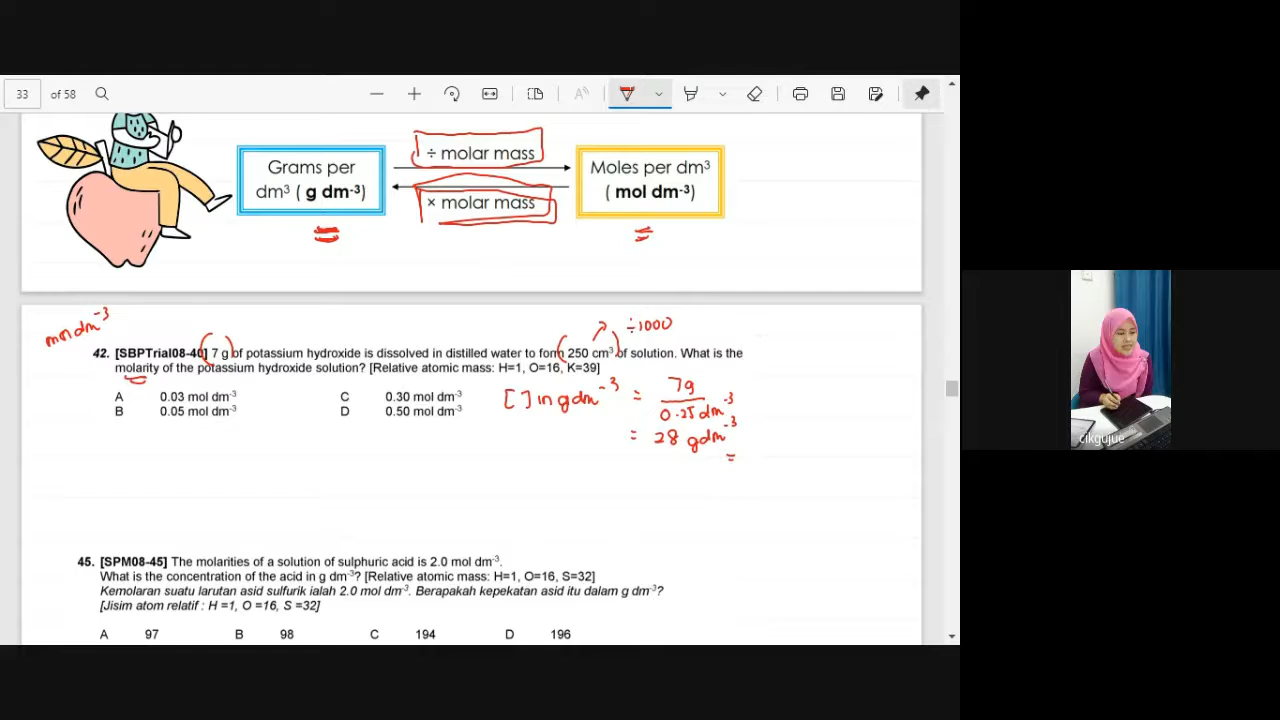 33 of 58
÷ molar mass
Grams per
dm³ ( g dm⁻³)
Moles per dm³
( mol dm⁻³)
× molar mass
mol dm⁻³
÷1000
42. [SBPTrial08-40] 7 g of potassium hydroxide is dissolved in distilled water to form 250 cm³ of solution. What is the
molarity of the potassium hydroxide solution? [Relative atomic mass: H=1, O=16, K=39]
A 0.03 mol dm⁻³ C 0.30 mol dm⁻³
B 0.05 mol dm⁻³ D 0.50 mol dm⁻³
[ ] in g dm⁻³ = 7g
0.25 dm⁻³
= 28 g dm⁻³
cikgujue
45. [SPM08-45] The molarities of a solution of sulphuric acid is 2.0 mol dm⁻³.
What is the concentration of the acid in g dm⁻³? [Relative atomic mass: H=1, O=16, S=32]
Kemolaran suatu larutan asid sulfurik ialah 2.0 mol dm⁻³. Berapakah kepekatan asid itu dalam g dm⁻³?
[Jisim atom relatif : H =1, O =16, S =32]
A 97 B 98 C 194 D 196